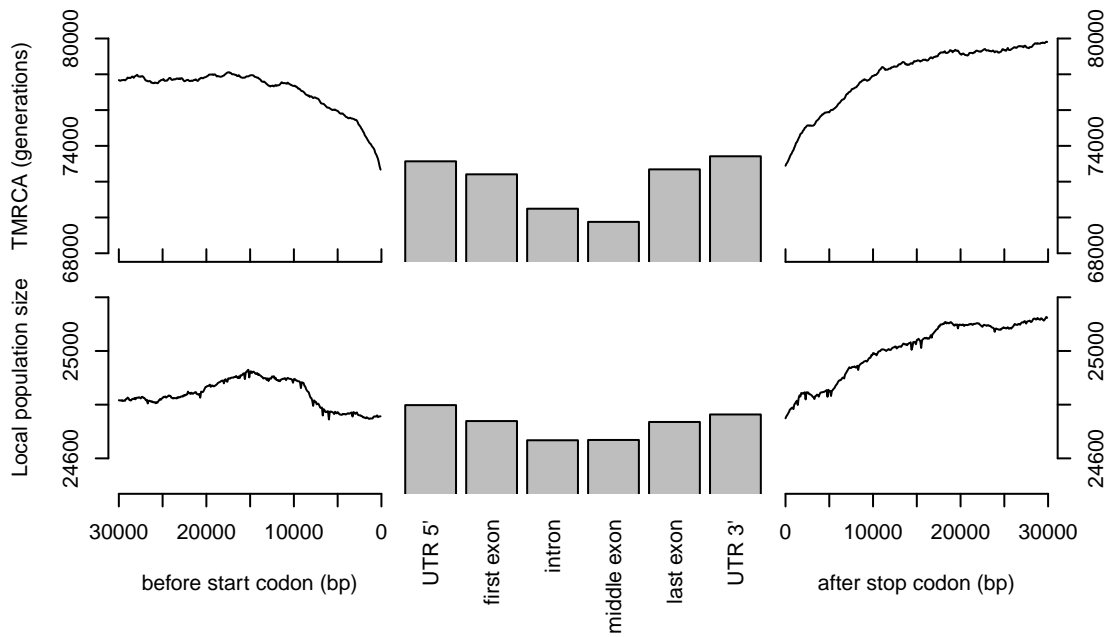 TMRCA (generations)
80000
74000
68000
80000
74000
68000
Local population size
25000
24600
25000
24600
30000 20000 10000 0
before start codon (bp)
UTR 5'
first exon
intron
middle exon
last exon
UTR 3'
0 10000 20000 30000
after stop codon (bp)